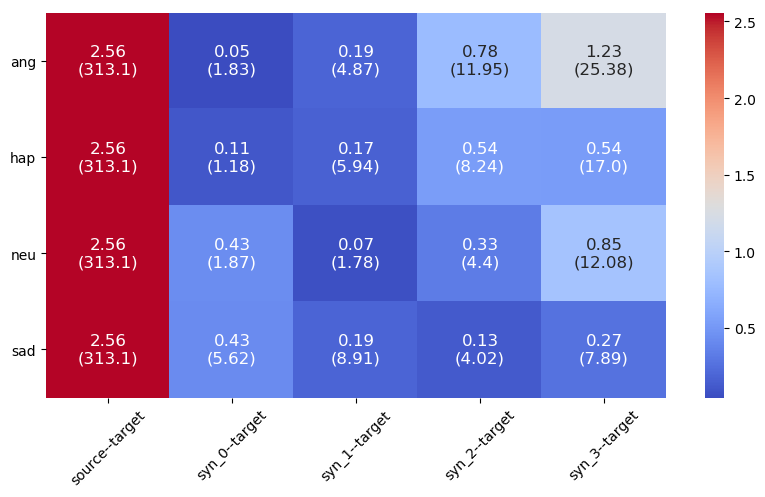 2.56 0.05 0.19 0.78 1.23 2.5
ang (313.1) (1.83) (4.87) (11.95) (25.38)
2.0
2.56 0.11 0.17 0.54 0.54
hap (313.1) (1.18) (5.94) (8.24) (17.0)
1.5
2.56 0.43 0.07 0.33 0.85
neu (313.1) (1.87) (1.78) (4.4) (12.08)
1.0
2.56 0.43 0.19 0.13 0.27
sad (313.1) (5.62) (8.91) (4.02) (7.89)
0.5
source--target syn_0--target syn_1--target syn_2--target syn_3--target